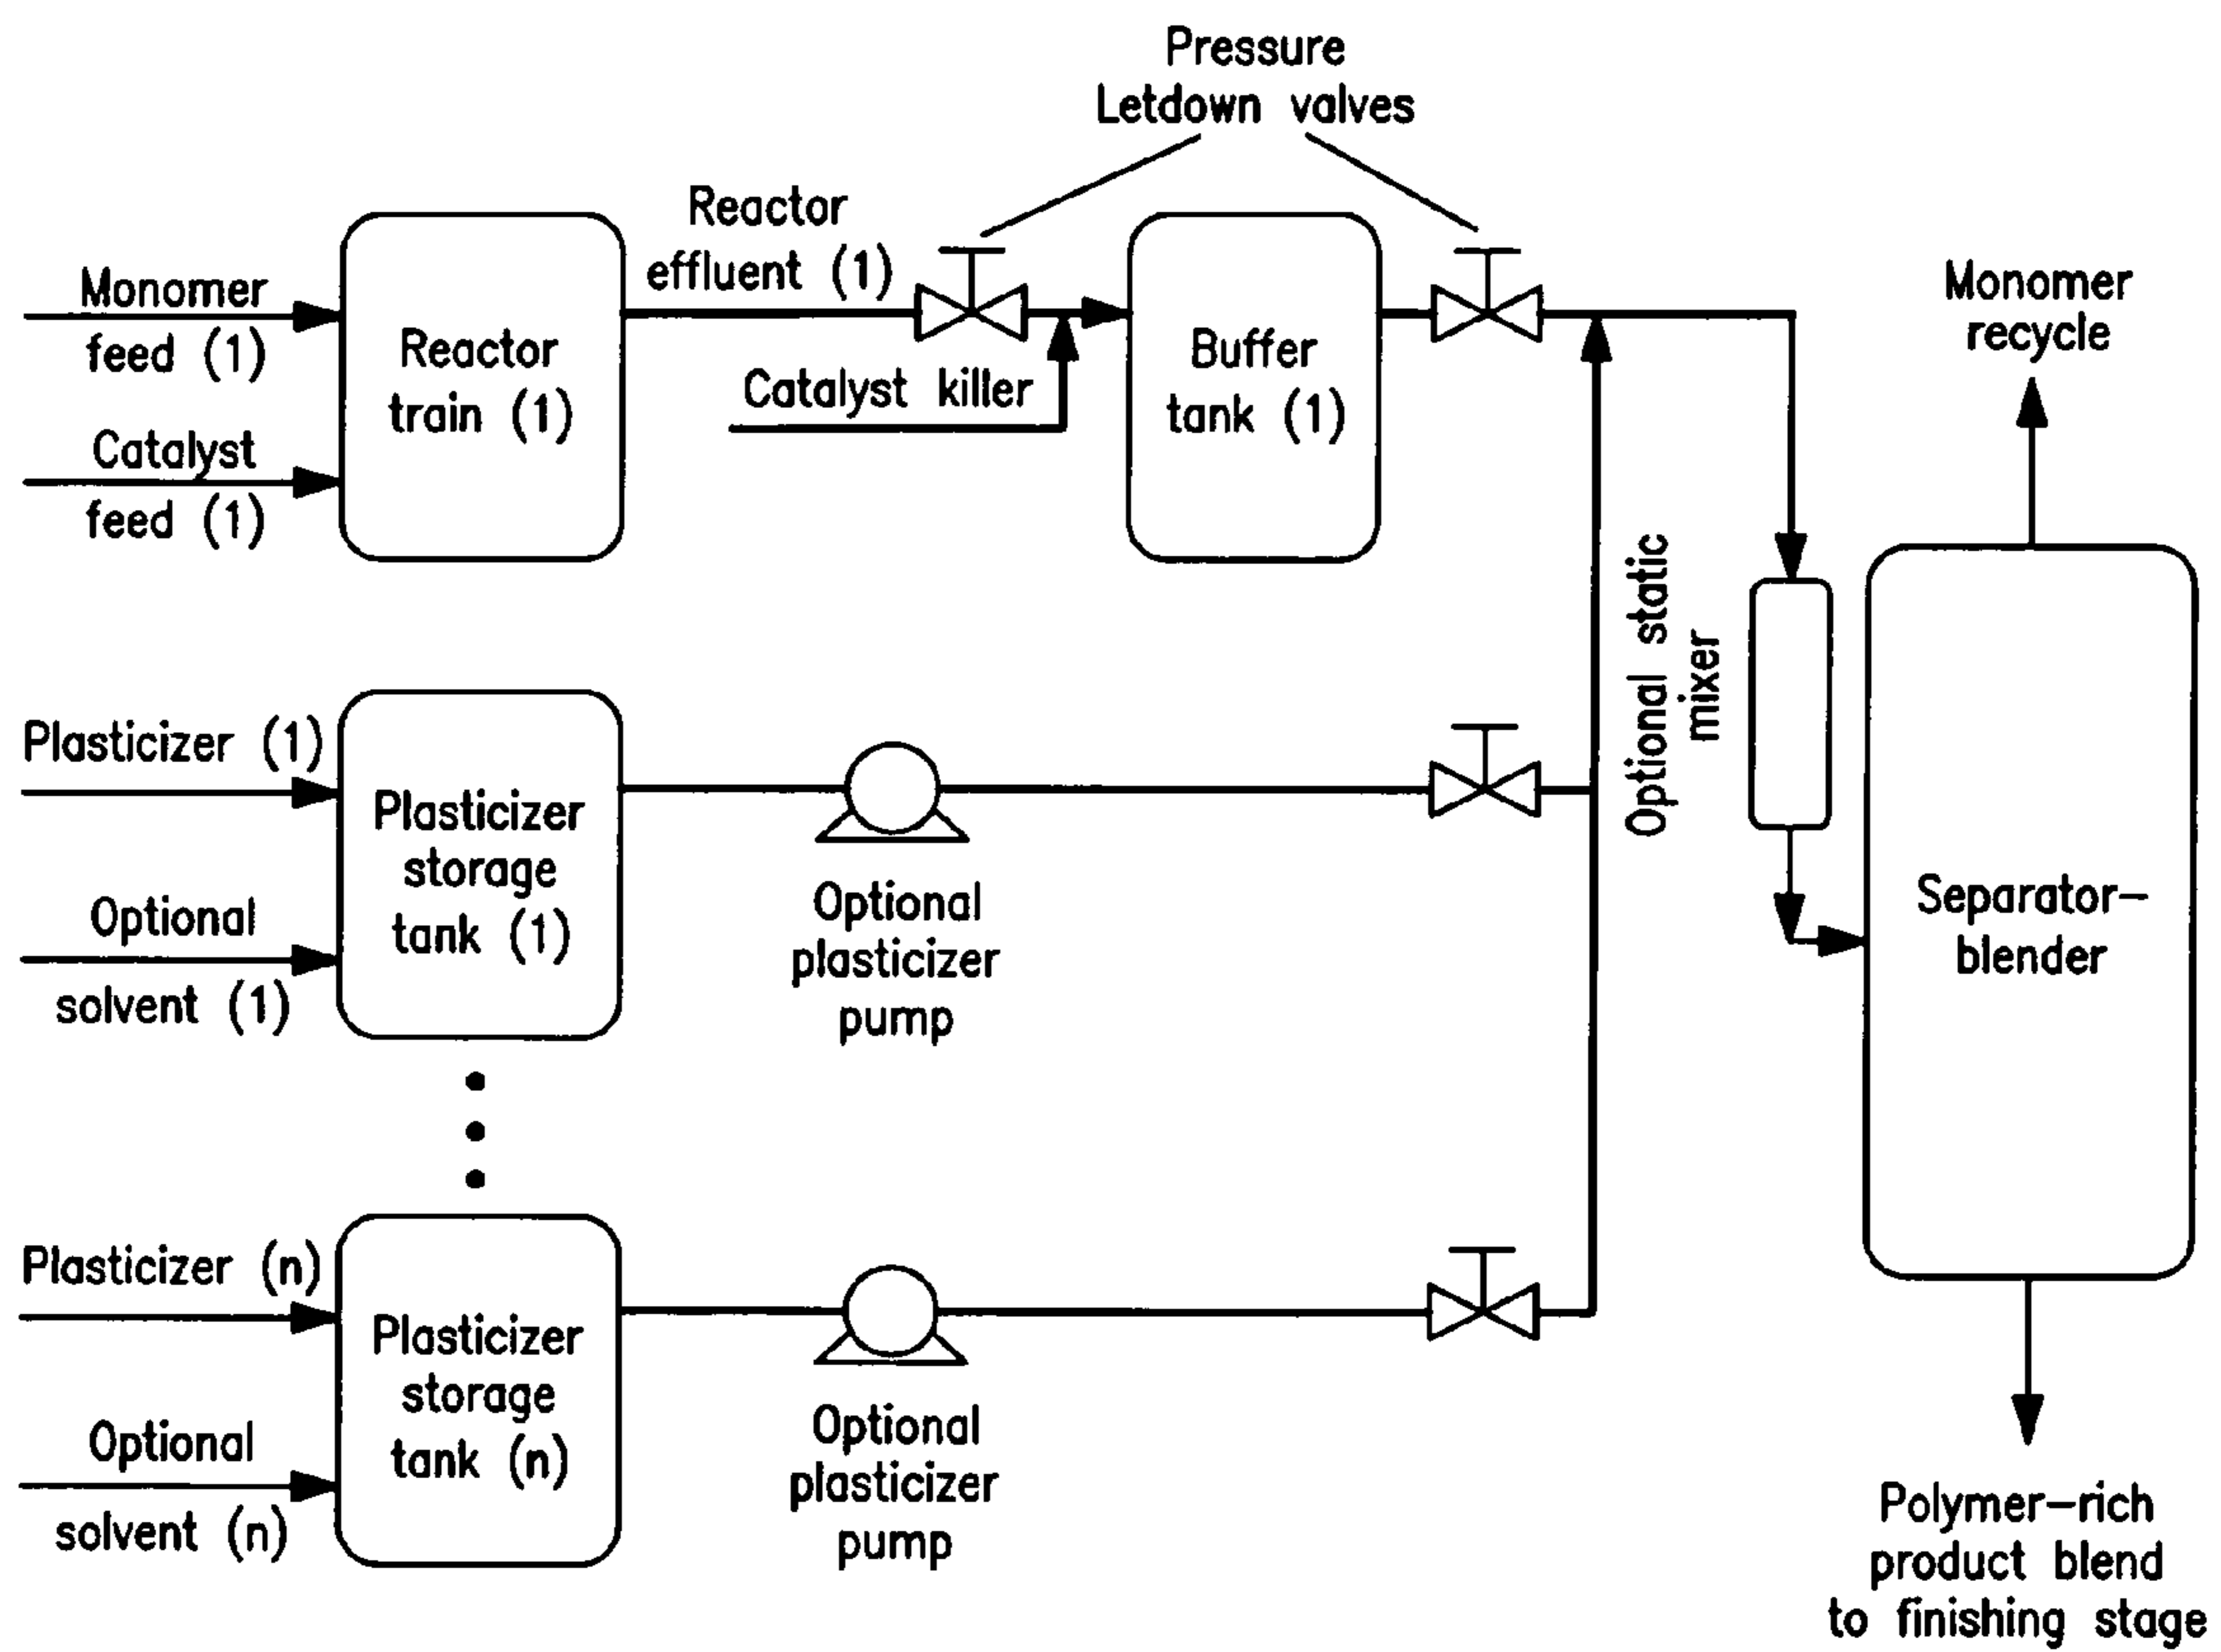 Pressure
Letdown valves
Reactor
effluent (1)
Monomer
feed (1)
Catalyst
feed (1)
Reactor
train (1)
Catalyst killer
Buffer
tank (1)
Monomer
recycle
Optional static
mixer
Plasticizer (1)
Optional
solvent (1)
Plasticizer
storage
tank (1)
Optional
plasticizer
pump
Separator-
blender
Plasticizer (n)
Optional
solvent (n)
Plasticizer
storage
tank (n)
Optional
plasticizer
pump
Polymer-rich
product blend
to finishing stage